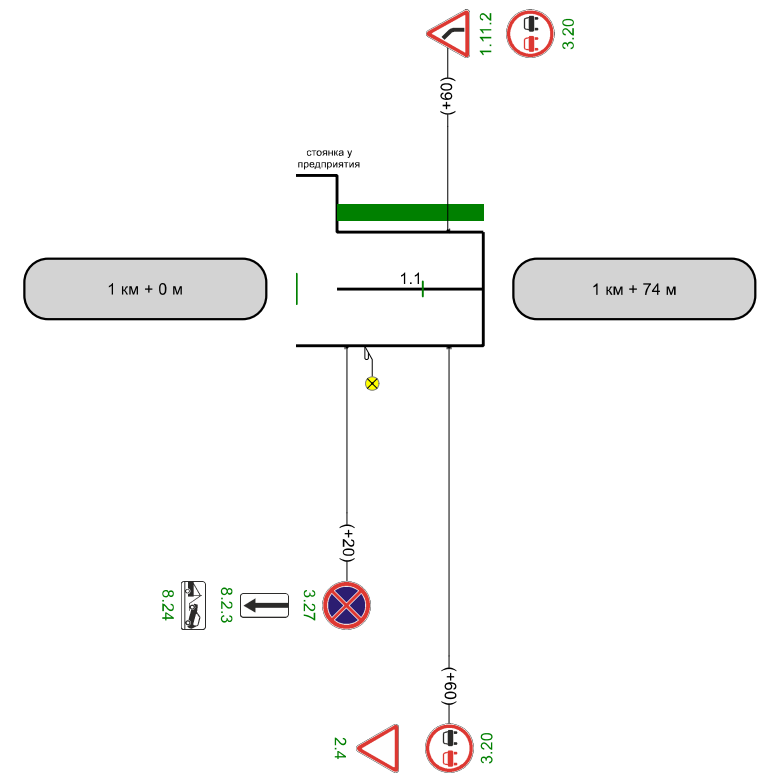 1.11.2
3.20
(+60)
стоянка у
предприятия
1.1
1 км + 0 м
1 км + 74 м
(+20)
8.24
8.2.3
3.27
(+60)
2.4
3.20